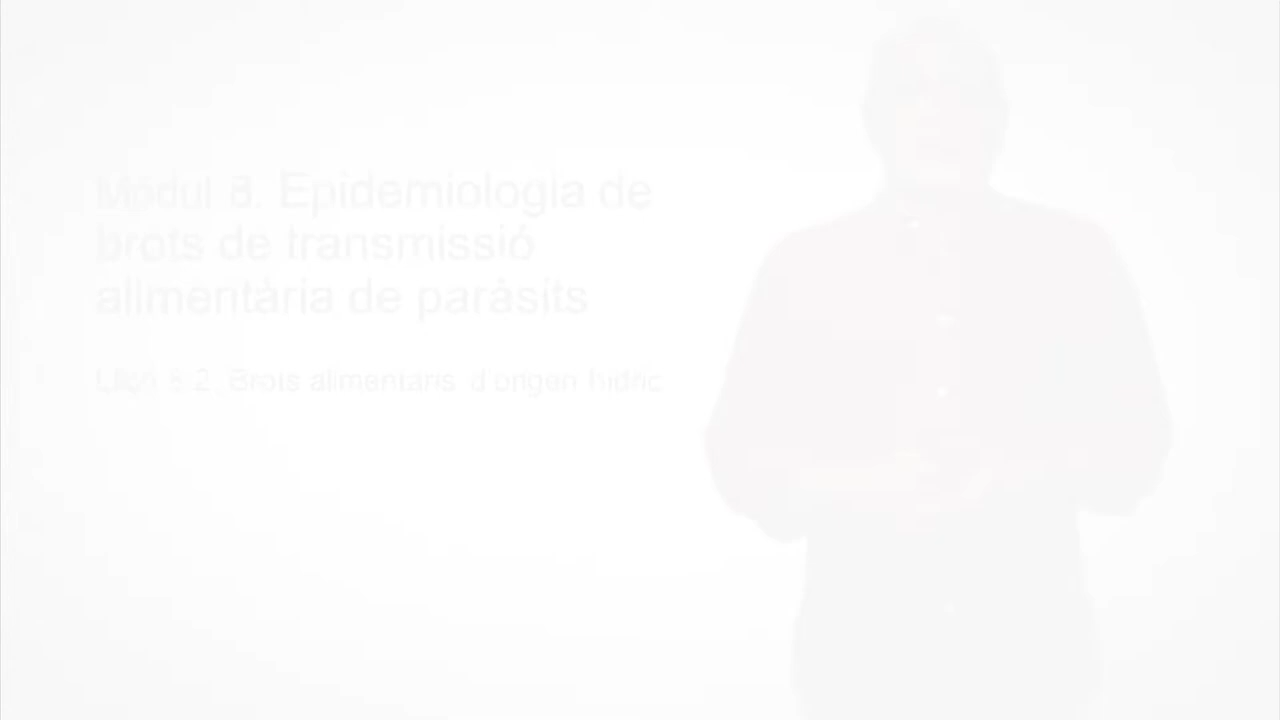 Mòdul 8. Epidemiologia de
brots de transmissió
alimentària de paràsits
Lliçó 8.2. Brots alimentaris d'origen hídric